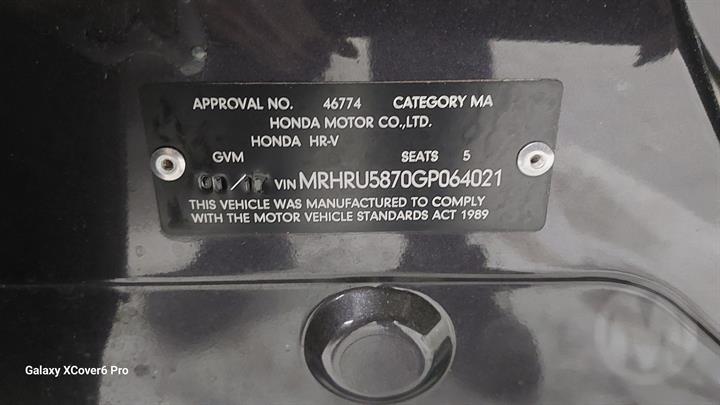 APPROVAL NO. 46774 CATEGORY MA
HONDA MOTOR CO.,LTD.
HONDA HR-V
GVM SEATS 5
VIN MRHRU5870GP064021
THIS VEHICLE WAS MANUFACTURED TO COMPLY
WITH THE MOTOR VEHICLE STANDARDS ACT 1989
Galaxy XCover6 Pro
M